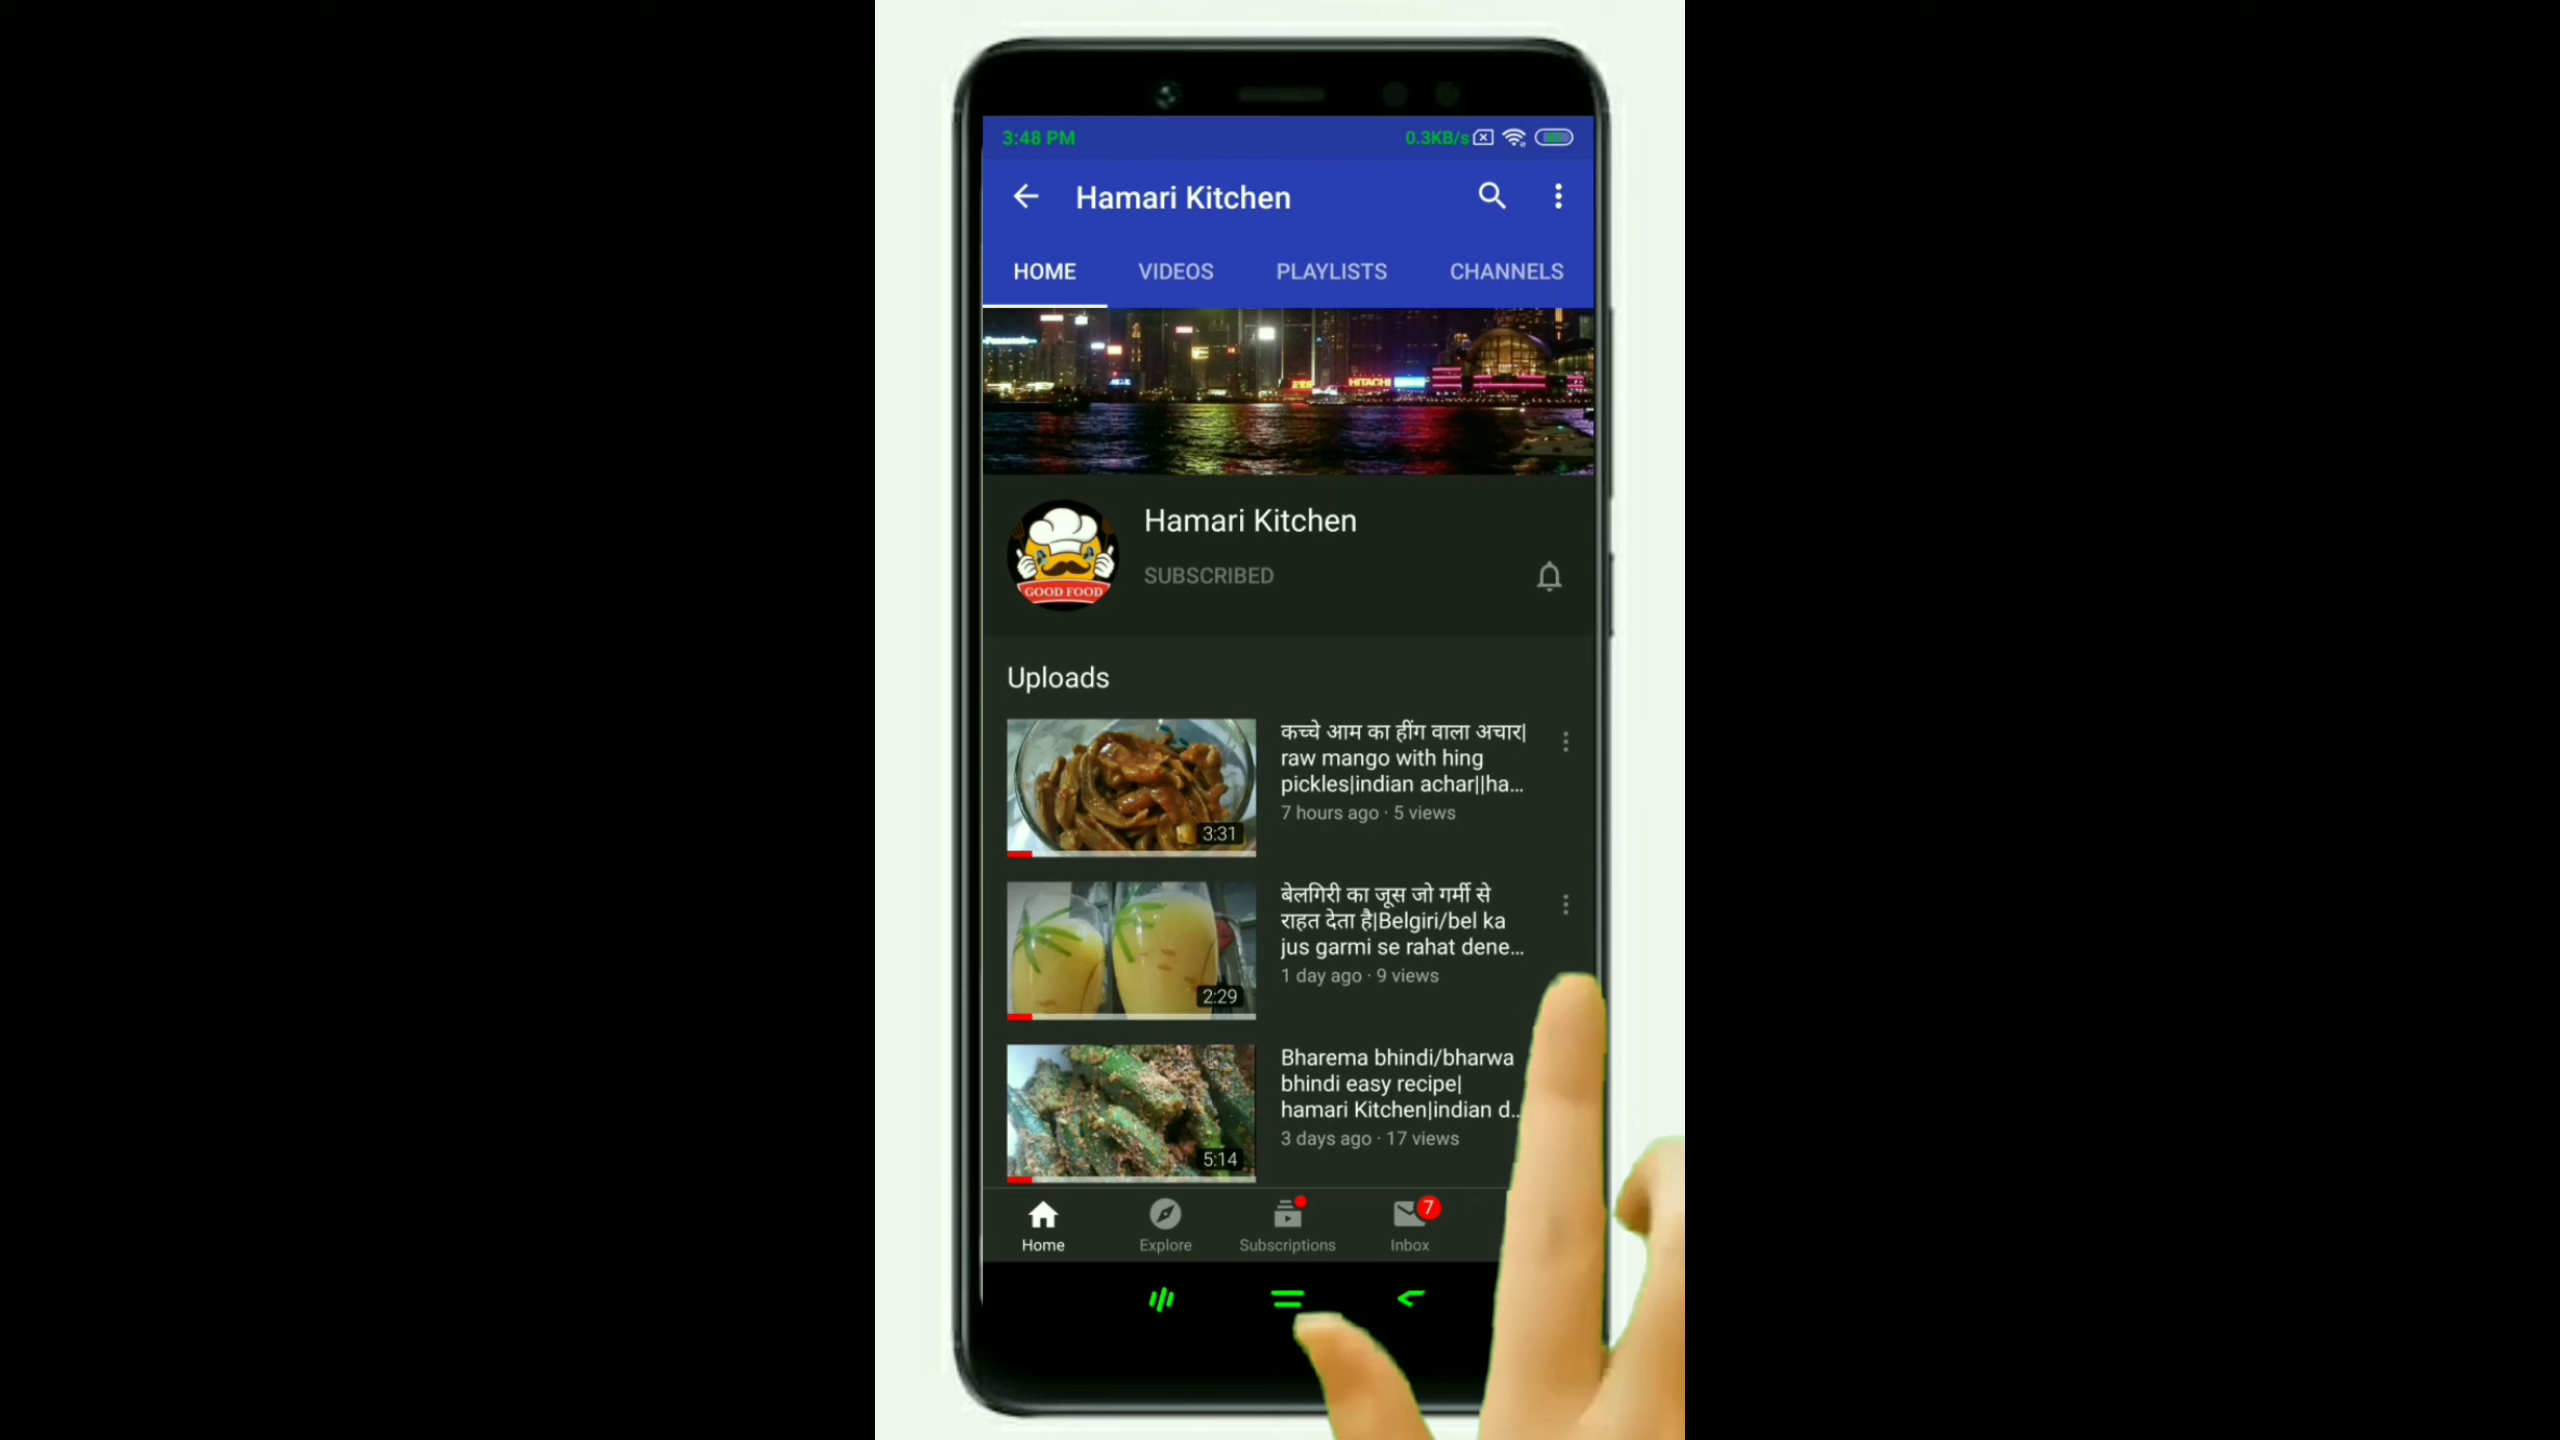 3:48 PM
0.3KB/s
Hamari Kitchen
HOME VIDEOS PLAYLISTS CHANNELS
Panasonic
HITACHI
Hamari Kitchen
SUBSCRIBED
GOOD FOOD
Uploads
कच्चे आम का हींग वाला अचार|
raw mango with hing
pickles|indian achar||ha...
7 hours ago · 5 views
3:31
बेलगिरी का जूस जो गर्मी से
राहत देता है|Belgiri/bel ka
jus garmi se rahat dene...
1 day ago · 9 views
2:29
Bharema bhindi/bharwa
bhindi easy recipe|
hamari Kitchen|indian d...
3 days ago · 17 views
5:14
7
Home Explore Subscriptions Inbox